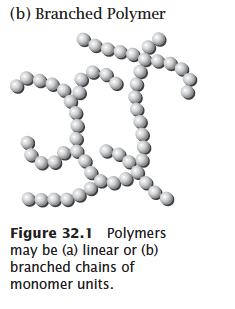 (b) Branched Polymer
Figure 32.1 Polymers
may be (a) linear or (b)
branched chains of
monomer units.